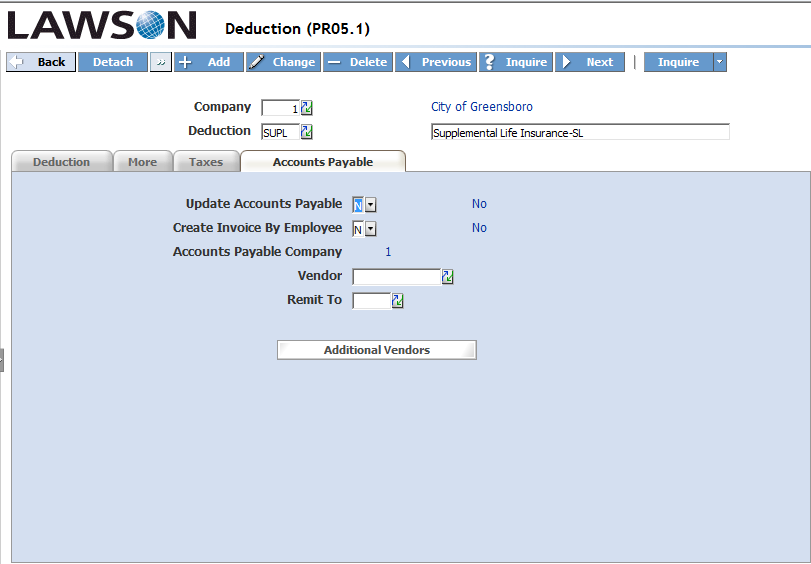 LAWSON
Deduction (PR05.1)
Back Detach » Add Change Delete Previous ? Inquire Next | Inquire
Company 1 City of Greensboro
Deduction SUPL Supplemental Life Insurance-SL
Deduction More Taxes Accounts Payable
Update Accounts Payable N No
Create Invoice By Employee N No
Accounts Payable Company 1
Vendor
Remit To
Additional Vendors